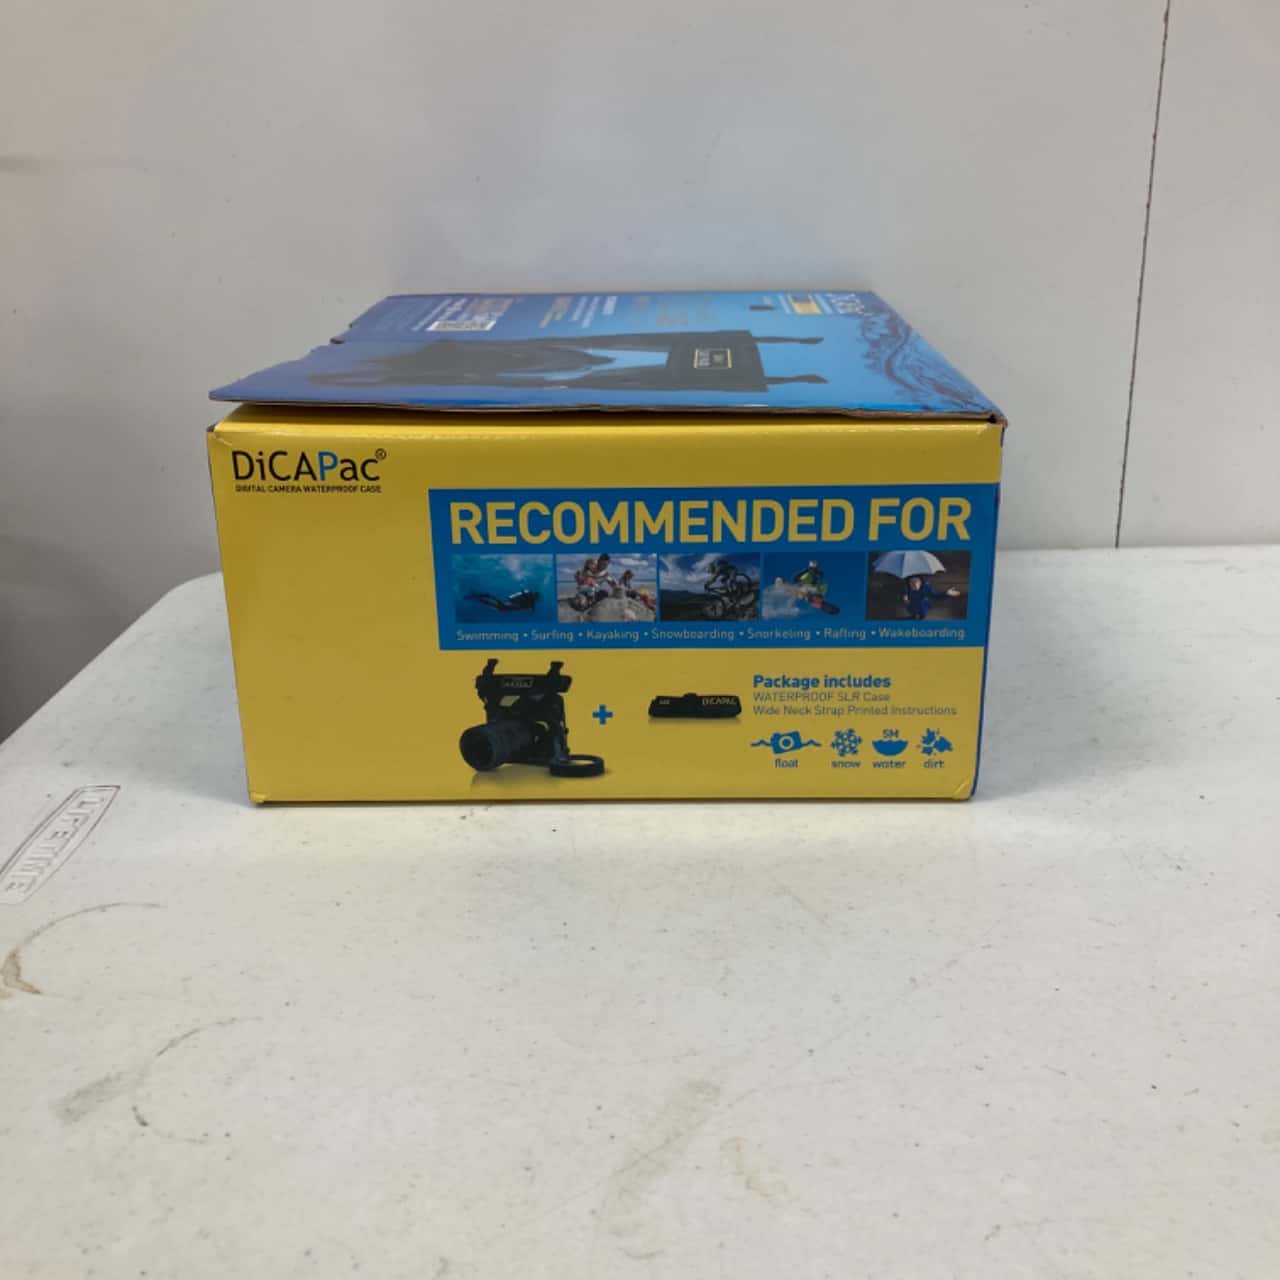 DiCAPac®
DIGITAL CAMERA WATERPROOF CASE
RECOMMENDED FOR
Swimming • Surfing • Kayaking • Snowboarding • Snorkeling • Rafting • Wakeboarding
Package includes
WATERPROOF SLR Case
Wide Neck Strap Printed Instructions
+
DiCAPAC
5M
float snow water dirt
LIFETIME